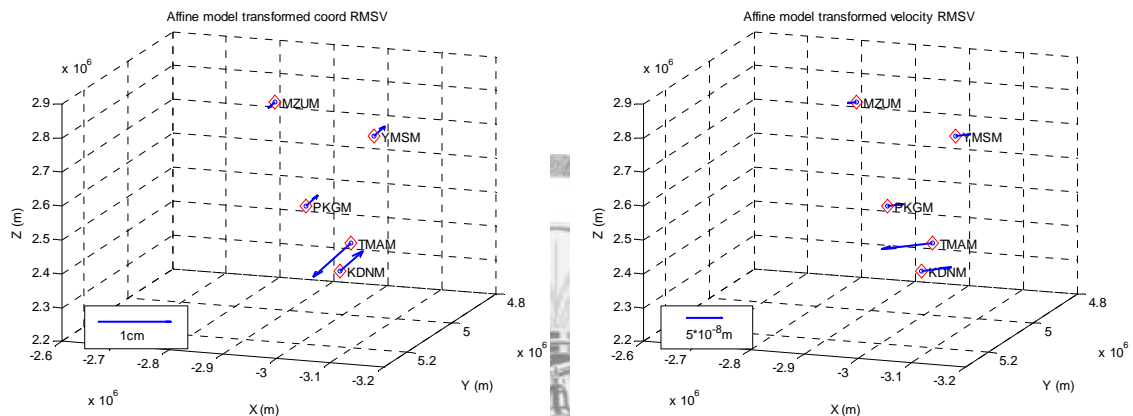 Affine model transformed coord RMSV
x 10^6
2.9
2.8
2.7
2.6
2.5
2.4
2.3
2.2
Z (m)
MZUM
YMSM
PKGM
TMAM
KDNM
1cm
-2.6
-2.7
-2.8
-2.9
-3
-3.1
-3.2
x 10^6
X (m)
4.8
5
5.2
x 10^6
Y (m)
Affine model transformed velocity RMSV
x 10^6
2.9
2.8
2.7
2.6
2.5
2.4
2.3
2.2
Z (m)
MZUM
YMSM
PKGM
TMAM
KDNM
5*10^-8m
-2.6
-2.7
-2.8
-2.9
-3
-3.1
-3.2
x 10^6
X (m)
4.8
5
5.2
x 10^6
Y (m)